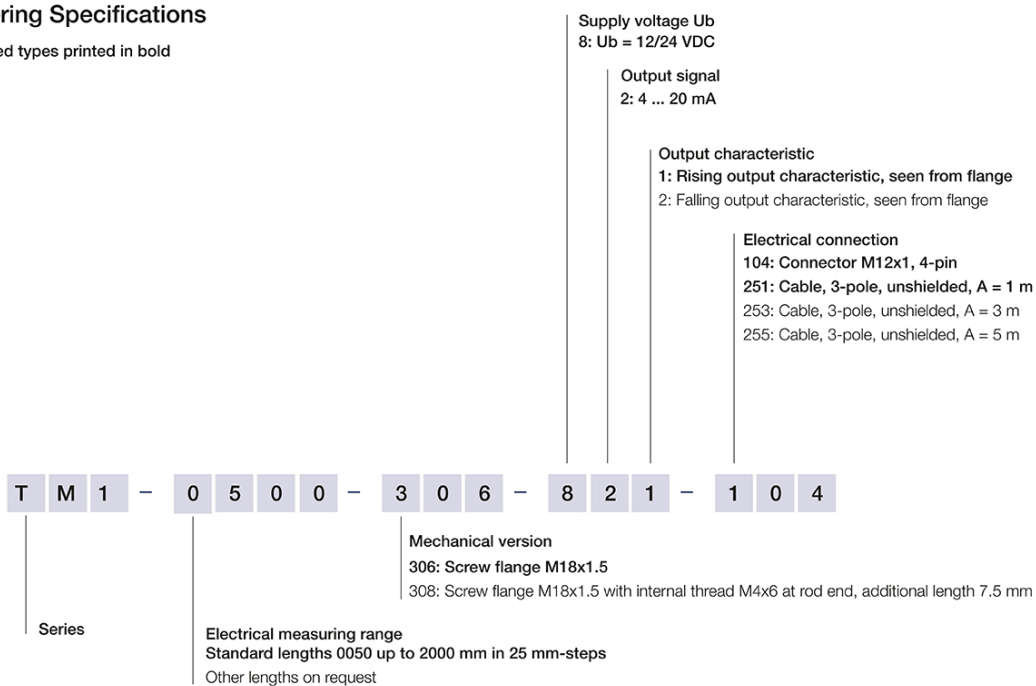 ring Specifications
ed types printed in bold
Supply voltage Ub
8: Ub = 12/24 VDC
Output signal
2: 4 ... 20 mA
Output characteristic
1: Rising output characteristic, seen from flange
2: Falling output characteristic, seen from flange
Electrical connection
104: Connector M12x1, 4-pin
251: Cable, 3-pole, unshielded, A = 1 m
253: Cable, 3-pole, unshielded, A = 3 m
255: Cable, 3-pole, unshielded, A = 5 m
T M 1 – 0 5 0 0 – 3 0 6 – 8 2 1 – 1 0 4
Mechanical version
306: Screw flange M18x1.5
308: Screw flange M18x1.5 with internal thread M4x6 at rod end, additional length 7.5 mm
Series
Electrical measuring range
Standard lengths 0050 up to 2000 mm in 25 mm-steps
Other lengths on request